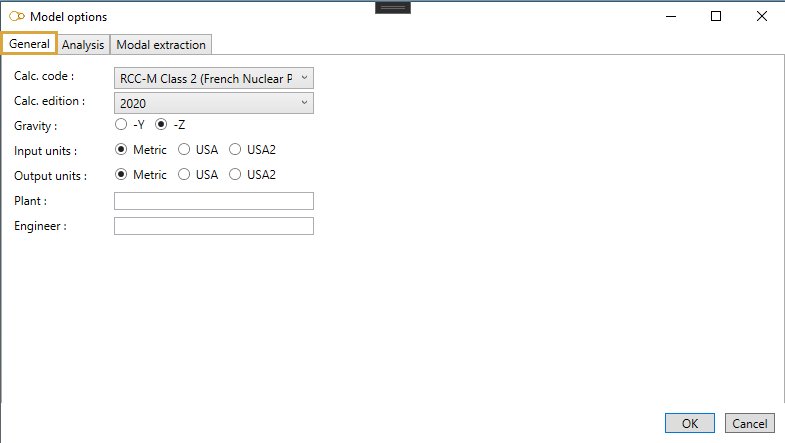 Model options
General Analysis Modal extraction
Calc. code : RCC-M Class 2 (French Nuclear P
Calc. edition : 2020
Gravity : -Y -Z
Input units : Metric USA USA2
Output units : Metric USA USA2
Plant :
Engineer :
OK Cancel